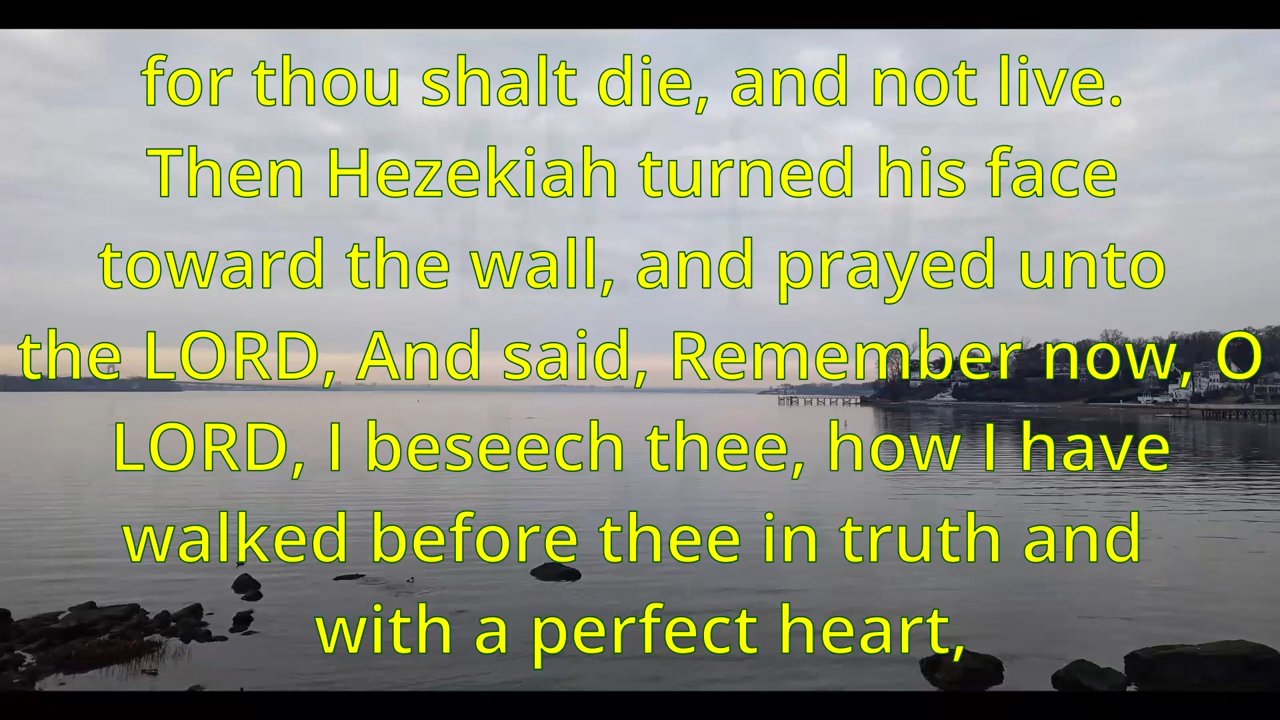 for thou shalt die, and not live.
Then Hezekiah turned his face
toward the wall, and prayed unto
the LORD, And said, Remember now, O
LORD, I beseech thee, how I have
walked before thee in truth and
with a perfect heart,